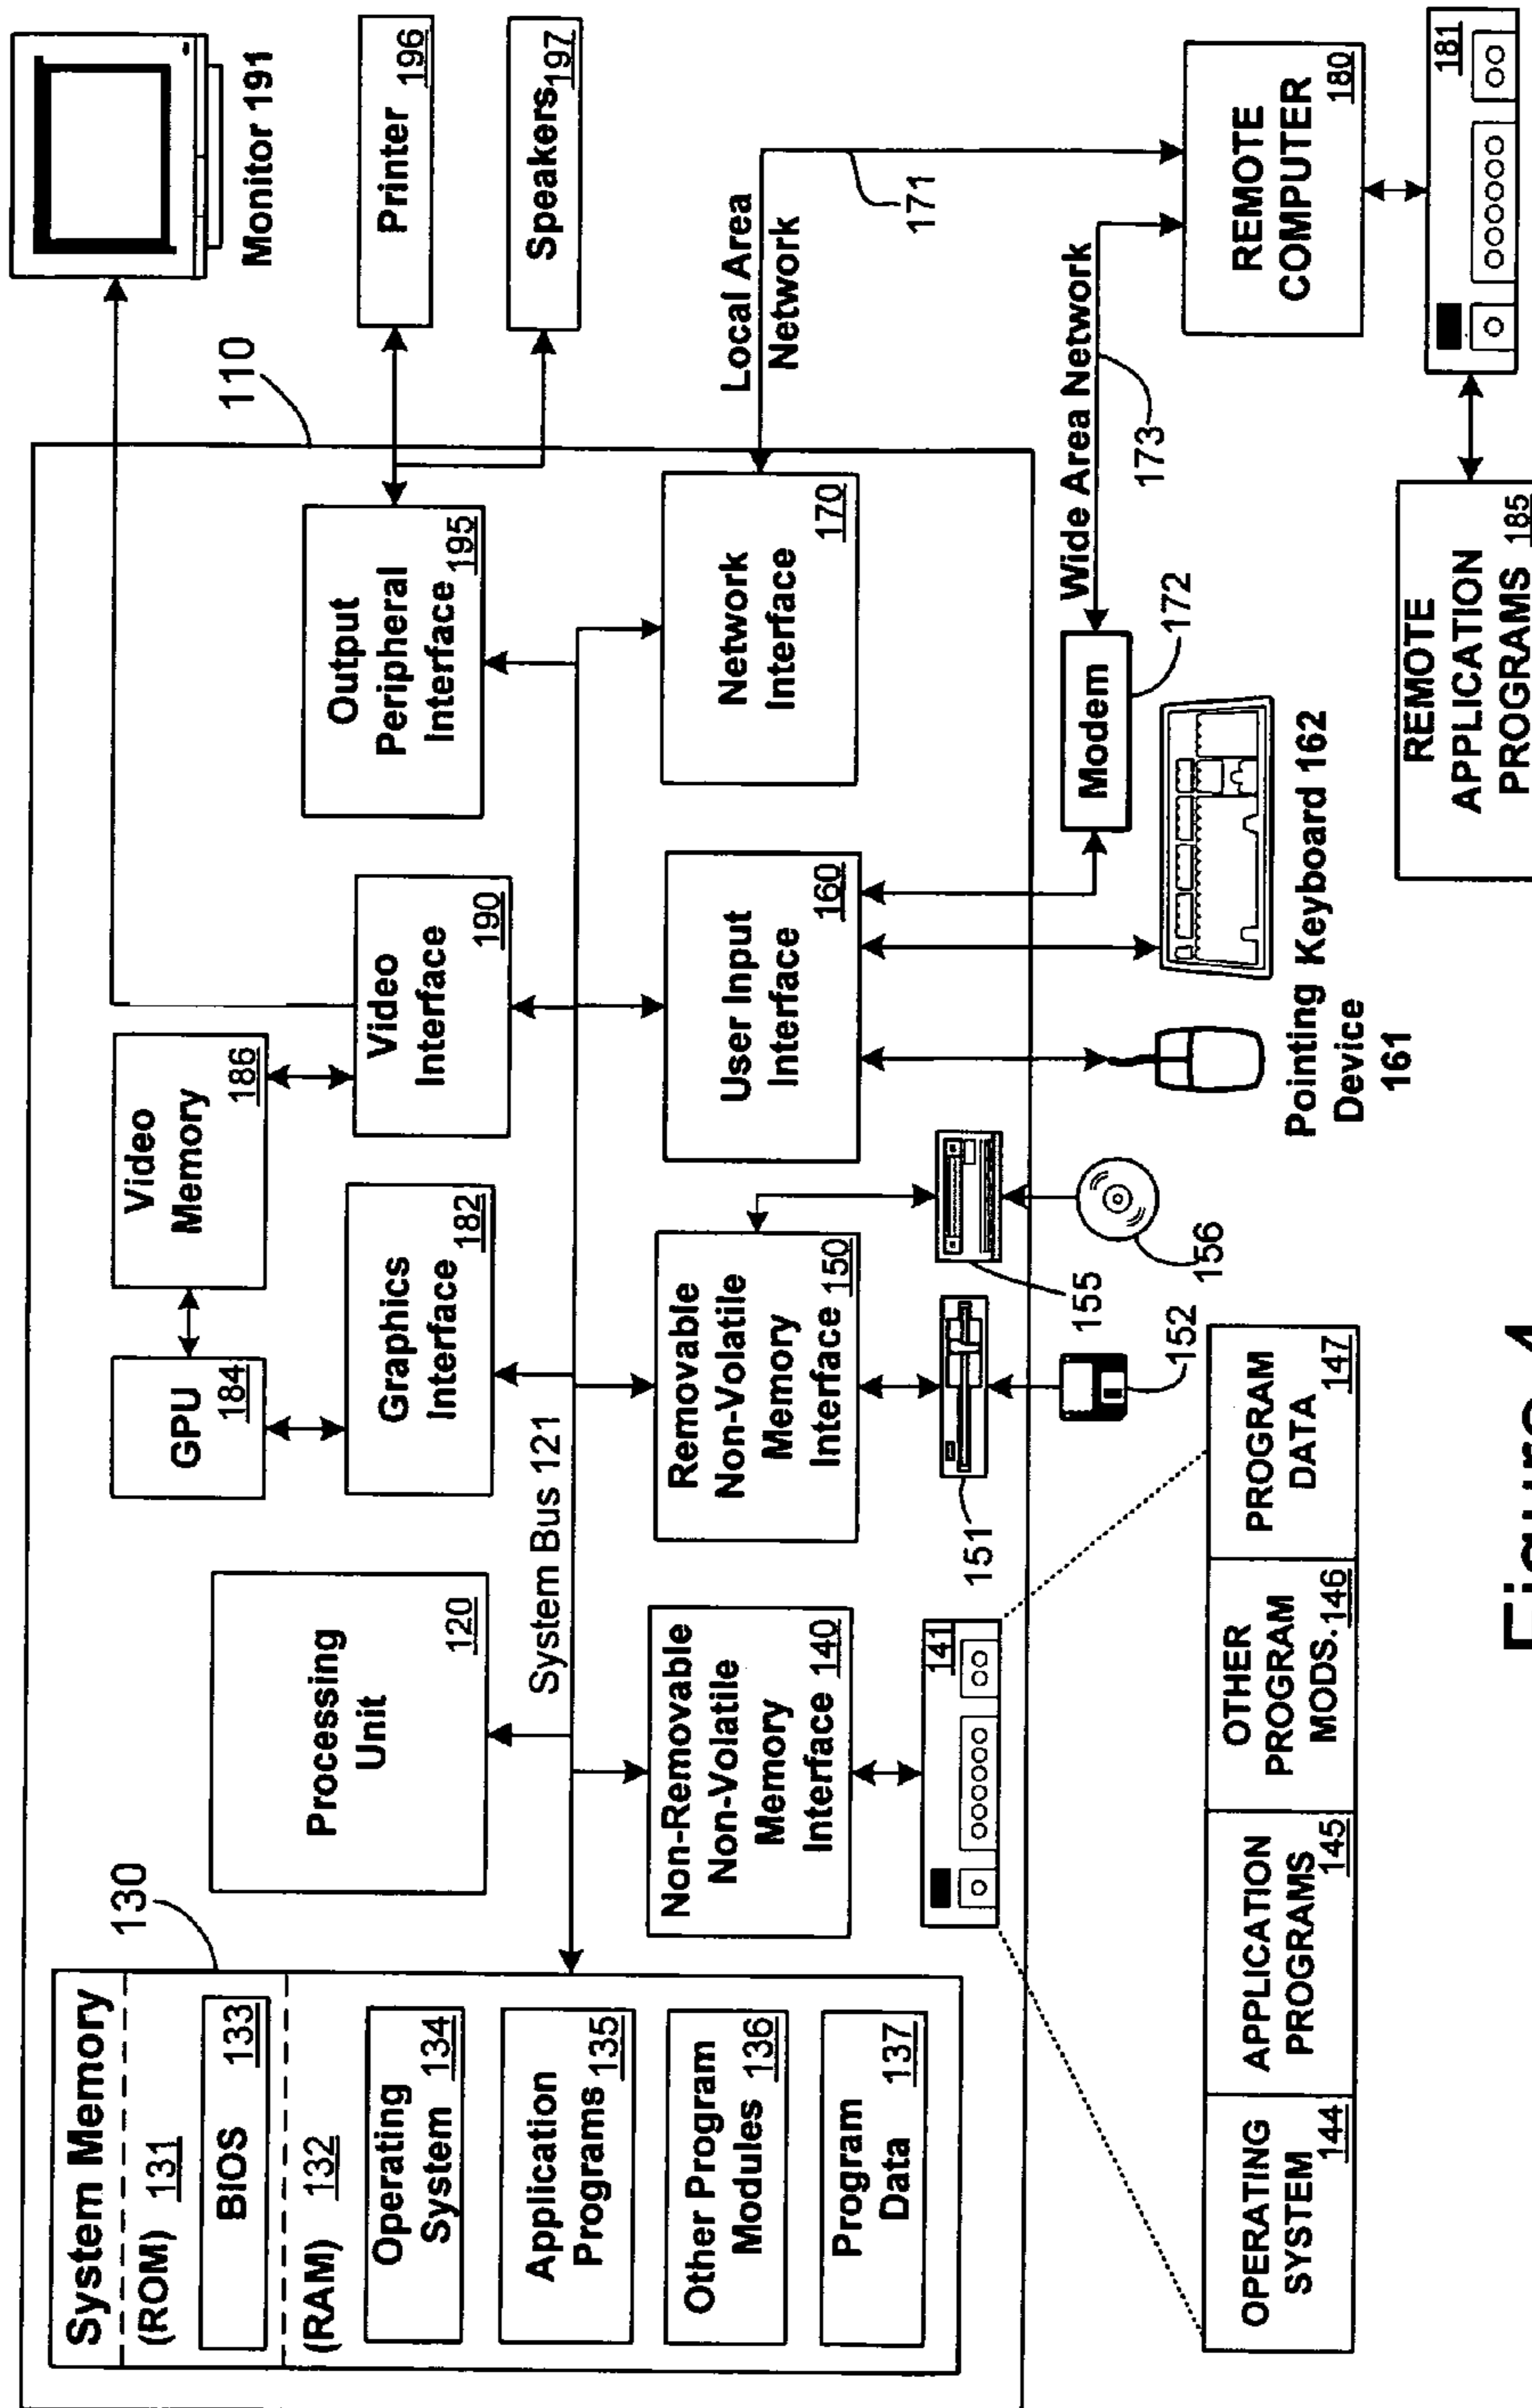 System Memory
(ROM) 131
BIOS 133
(RAM) 132
Operating
System 134
Application
Programs 135
Other Program
Modules 136
Program
Data 137
130
Processing
Unit
120
GPU
184
Video
Memory
186
Graphics
Interface
182
Video
Interface
190
Output
Peripheral
Interface
195
110
Monitor 191
Printer
196
Speakers
197
System Bus 121
Non-Removable
Non-Volatile
Memory
Interface 140
Removable
Non-Volatile
Memory
Interface 150
User Input
Interface
160
Network
Interface
170
Local Area
Network
171
141
151
155
152
156
Modem
172
Wide Area Network
173
Pointing
Device
161
Keyboard 162
REMOTE
COMPUTER
180
181
REMOTE
APPLICATION
PROGRAMS 185
OPERATING
SYSTEM
144
APPLICATION
PROGRAMS
145
OTHER
PROGRAM
MODS. 146
PROGRAM
DATA
147